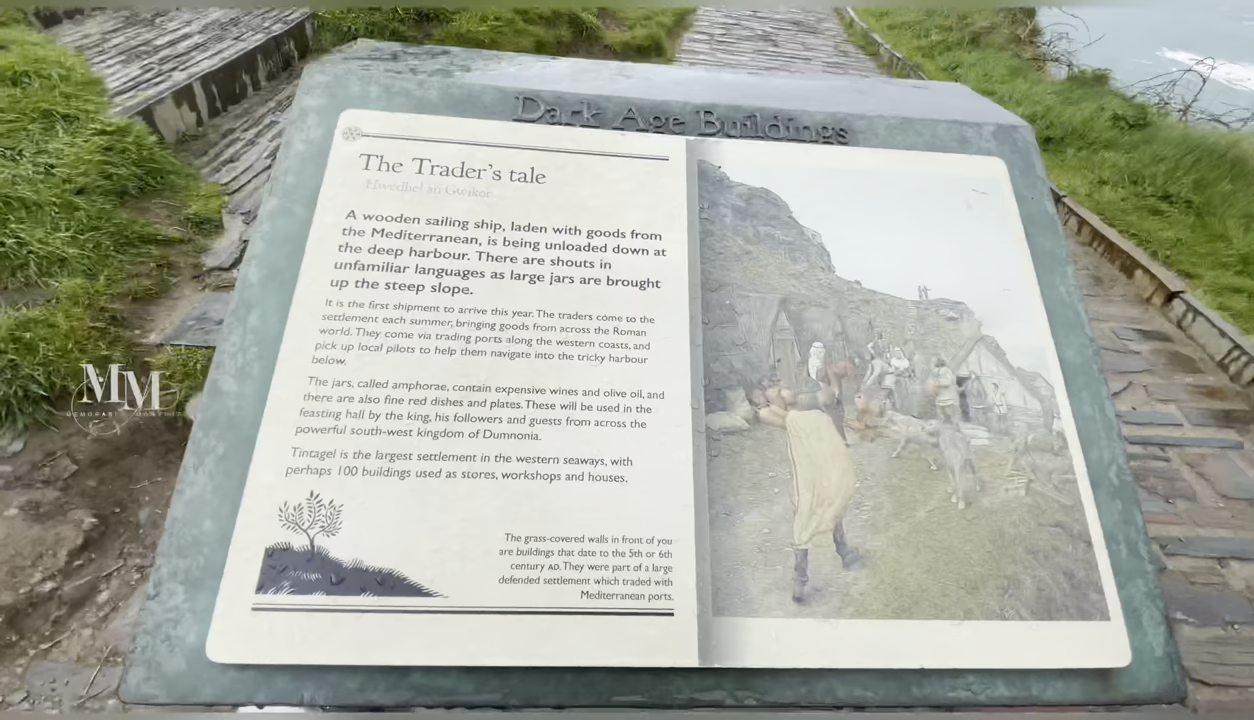 Dark Age Buildings
The Trader's tale
Hwedhel an Gwikor
A wooden sailing ship, laden with goods from
the Mediterranean, is being unloaded down at
the deep harbour. There are shouts in
unfamiliar languages as large jars are brought
up the steep slope.
It is the first shipment to arrive this year. The traders come to the
settlement each summer, bringing goods from across the Roman
world. They come via trading ports along the western coasts, and
pick up local pilots to help them navigate into the tricky harbour
below.
The jars, called amphorae, contain expensive wines and olive oil, and
there are also fine red dishes and plates. These will be used in the
feasting hall by the king, his followers and guests from across the
powerful south-west kingdom of Dumnonia.
Tintagel is the largest settlement in the western seaways, with
perhaps 100 buildings used as stores, workshops and houses.
The grass-covered walls in front of you
are buildings that date to the 5th or 6th
century AD. They were part of a large
defended settlement which traded with
Mediterranean ports.
MM